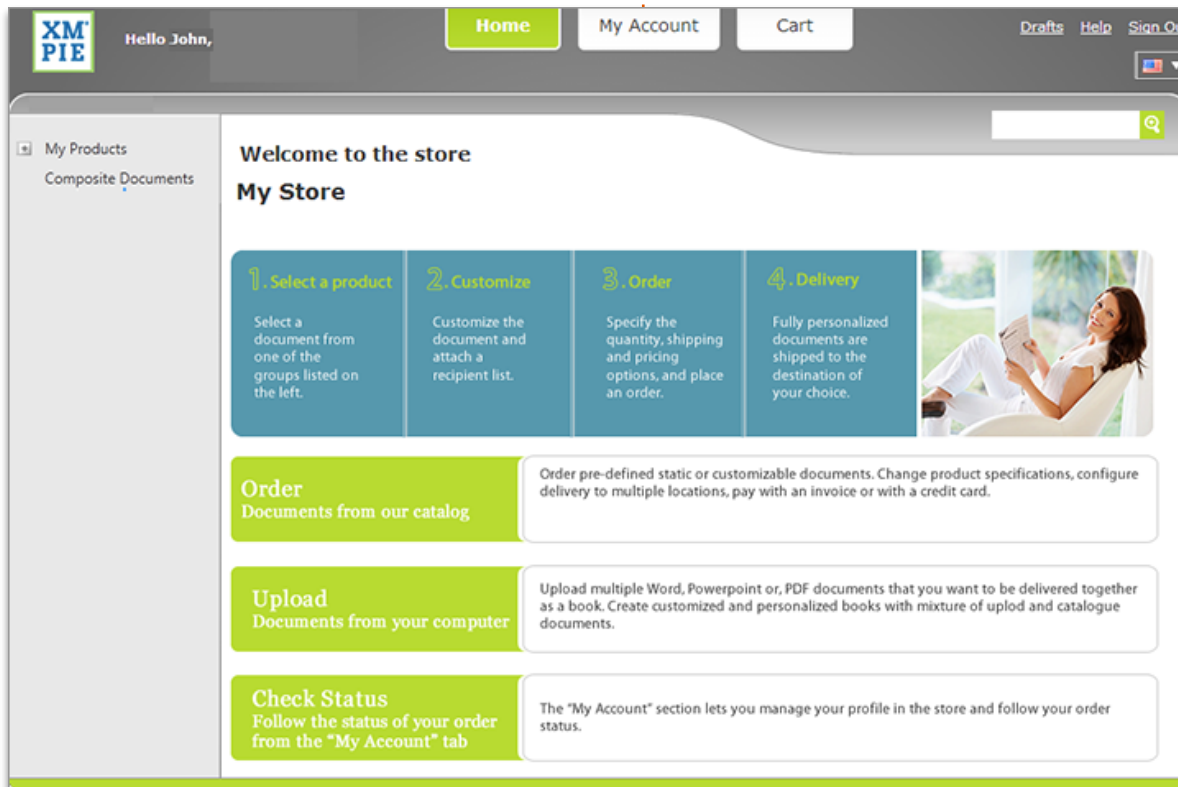 XM
PIE
Hello John,
Home
My Account
Cart
Drafts Help Sign
My Products
Composite Documents
Welcome to the store
My Store
1. Select a product
Select a
document from
one of the
groups listed on
the left.
2. Customize
Customize the
document and
attach a
recipient list.
3. Order
Specify the
quantity, shipping
and pricing
options, and place
an order.
4. Delivery
Fully personalized
documents are
shipped to the
destination of
your choice.
Order
Documents from our catalog
Order pre-defined static or customizable documents. Change product specifications, configure
delivery to multiple locations, pay with an invoice or with a credit card.
Upload
Documents from your computer
Upload multiple Word, Powerpoint or, PDF documents that you want to be delivered together
as a book. Create customized and personalized books with mixture of uplod and catalogue
documents.
Check Status
Follow the status of your order
from the “My Account” tab
The “My Account” section lets you manage your profile in the store and follow your order
status.